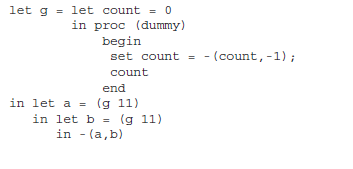 let g = let count = 0
in proc (dummy)
begin
set count = -(count,-1);
count
end
in let a = (g 11)
in let b = (g 11)
in -(a,b)